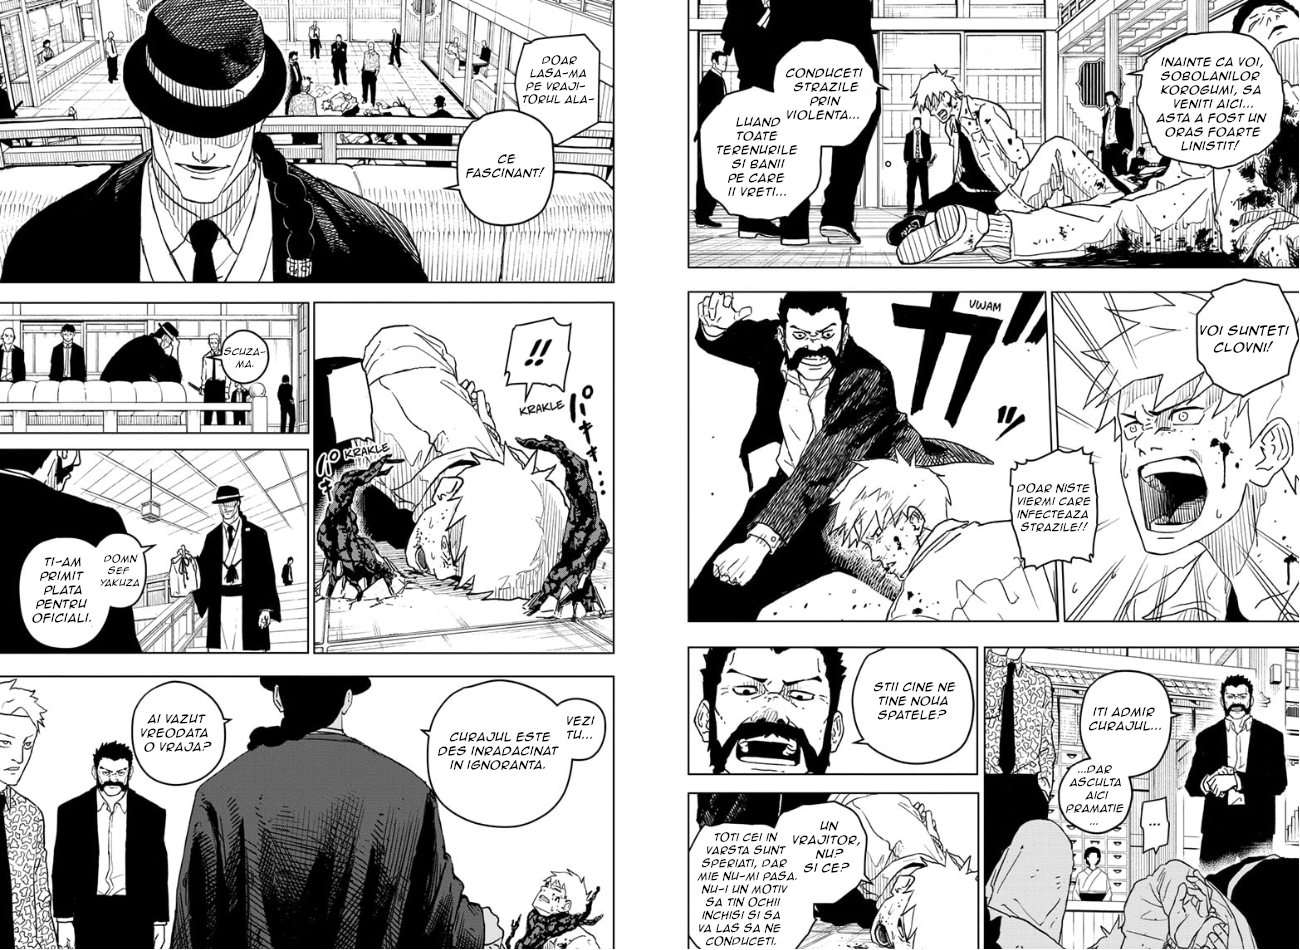 INAINTE CA VOI,
SOBOLANILOR
KOROGUMI, SA
VENITI AICI...
ASTA A FOST UN
ORAS FOARTE
LINISTIT!
CONDUCETI
STRAZILE
PRIN
VIOLENTA...
LUAND
TOATE
TERENURILE
SI BANII
PE CARE
II VRETI...
VOI SUNTETI
CLOVNI!
DOAR NISTE
VIERMI CARE
INFECTEAZA
STRAZILE!!
VWAM
ITI ADMIR
CURAJUL...
...DAR
ASCULTA
AICI
PRAMATIE
...
...
STII CINE NE
TINE NOUA
SPATELE?
UN
VRAJITOR,
NU?
SI CE?
TOTI CEI IN
VARSTA SUNT
SPERIATI, DAR
MIE NU-MI PASA.
NU-I UN MOTIV
SA TIN OCHII
INCHISI SI SA
VA LAS SA NE
CONDUCETI.
DOAR
LASA-MA
PE VRAJI-
TORUL ALA-
CE
FASCINANT!
!!
KRAKLE
KRAKLE
SCUZA-
MA.
DOMN
SEF
YAKUZA
TI-AM
PRIMIT
PLATA
PENTRU
OFICIALI.
VEZI
TU...
CURAJUL ESTE
DES INRADACINAT
IN IGNORANTA.
AI VAZUT
VREODATA
O VRAJA?